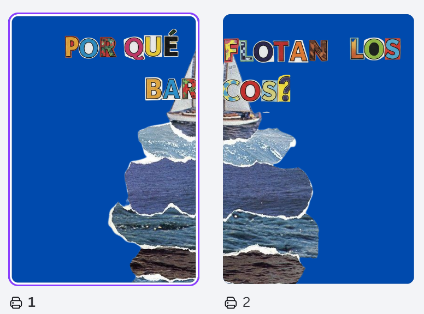 POR QUÉ FLOTAN LOS
BARCOS?
1
2